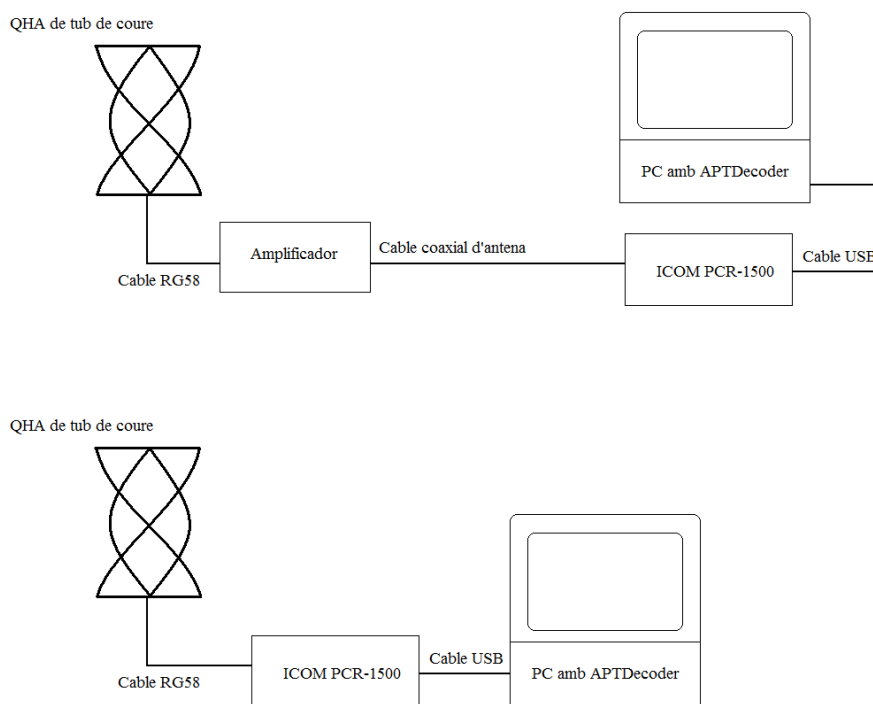 QHA de tub de coure
PC amb APTDecoder
Amplificador
Cable coaxial d'antena
Cable RG58
ICOM PCR-1500
Cable USB
QHA de tub de coure
Cable RG58
ICOM PCR-1500
Cable USB
PC amb APTDecoder